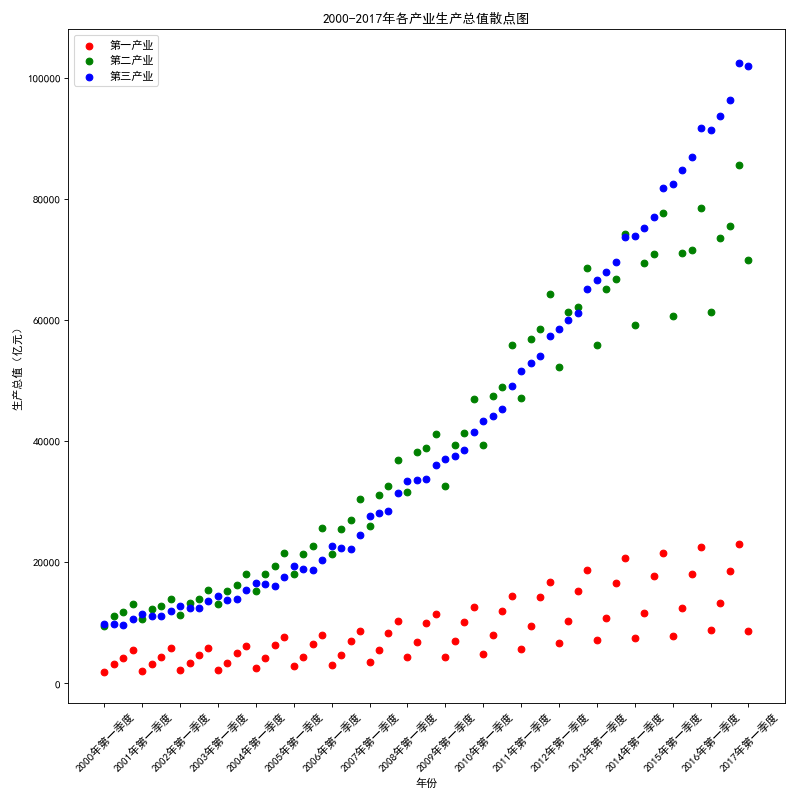 2000-2017年各产业生产总值散点图
第一产业
第二产业
第三产业
生产总值（亿元）
100000
80000
60000
40000
20000
0
2000年第一季度
2001年第一季度
2002年第一季度
2003年第一季度
2004年第一季度
2005年第一季度
2006年第一季度
2007年第一季度
2008年第一季度
2009年第一季度
2010年第一季度
2011年第一季度
2012年第一季度
2013年第一季度
2014年第一季度
2015年第一季度
2016年第一季度
2017年第一季度
年份